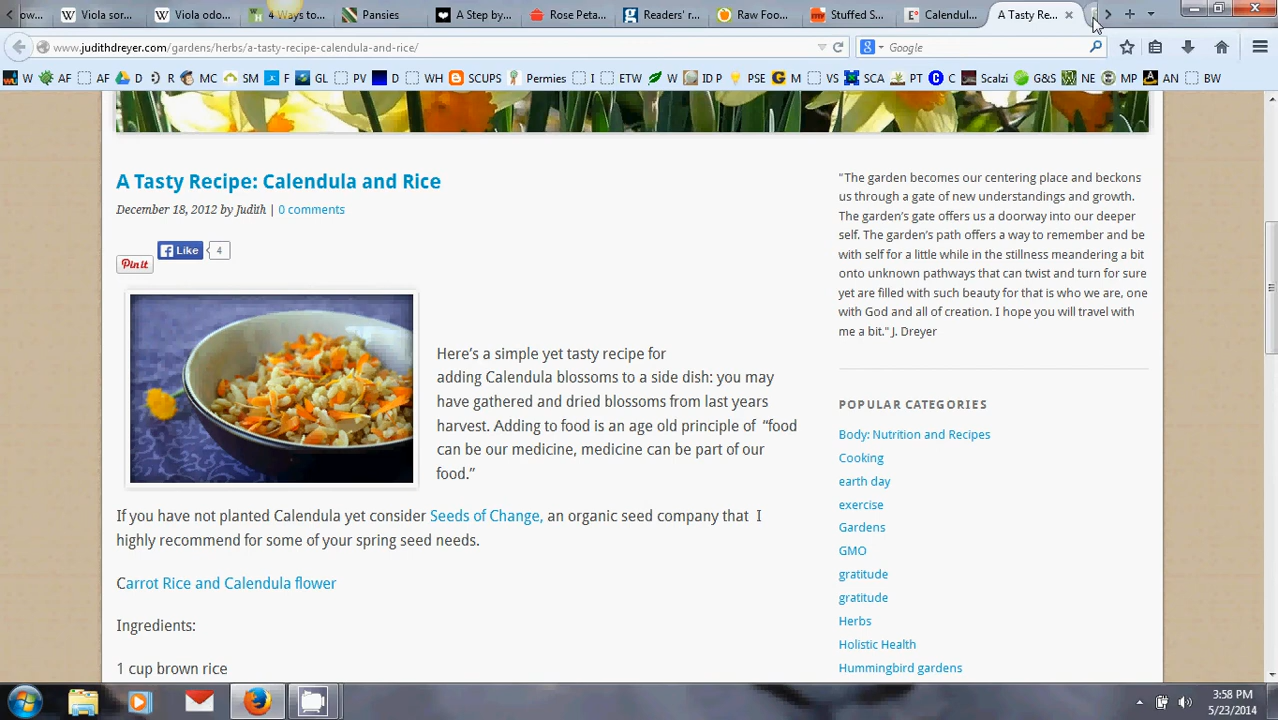 ow...
Viola sor...
Viola odo...
4 Ways to...
Pansies
A Step by...
Rose Peta...
Readers' r...
Raw Foo...
Stuffed S...
Calendul...
A Tasty Re...
www.judithdreyer.com/gardens/herbs/a-tasty-recipe-calendula-and-rice/
Google
W AF AF D R MC SM F GL PV D WH SCUPS Permies I ETW W ID P PSE M VS SCA PT C Scalzi G&S NE MP AN BW
A Tasty Recipe: Calendula and Rice
December 18, 2012 by Judith | 0 comments
Like 4
Pin it
Here's a simple yet tasty recipe for
adding Calendula blossoms to a side dish: you may
have gathered and dried blossoms from last years
harvest. Adding to food is an age old principle of “food
can be our medicine, medicine can be part of our
food.”
If you have not planted Calendula yet consider Seeds of Change, an organic seed company that I
highly recommend for some of your spring seed needs.
Carrot Rice and Calendula flower
Ingredients:
1 cup brown rice
"The garden becomes our centering place and beckons
us through a gate of new understandings and growth.
The garden's gate offers us a doorway into our deeper
self. The garden's path offers a way to remember and be
with self for a little while in the stillness meandering a bit
onto unknown pathways that can twist and turn for sure
yet are filled with such beauty for that is who we are, one
with God and all of creation. I hope you will travel with
me a bit." J. Dreyer
POPULAR CATEGORIES
Body: Nutrition and Recipes
Cooking
earth day
exercise
Gardens
GMO
gratitude
gratitude
Herbs
Holistic Health
Hummingbird gardens
3:58 PM
5/23/2014